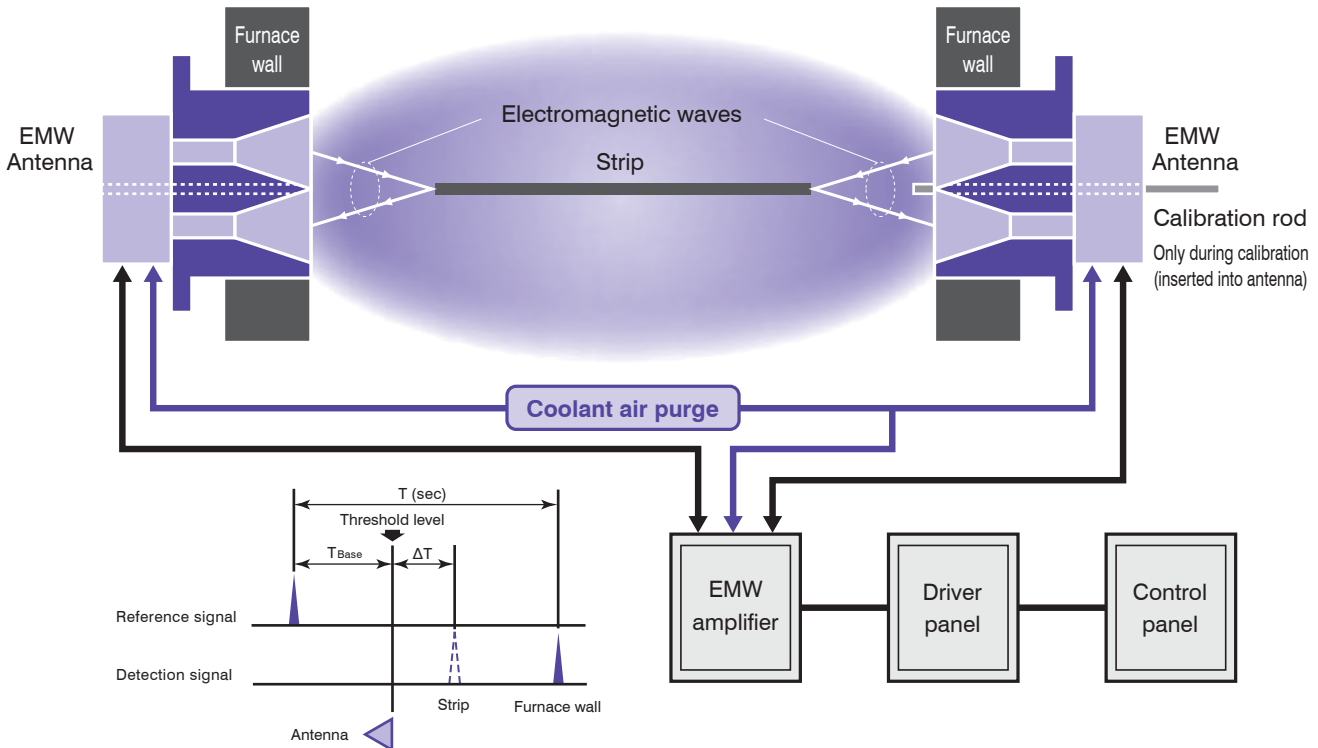 Furnace
wall
Furnace
wall
Electromagnetic waves
Strip
EMW
Antenna
EMW
Antenna
Calibration rod
Only during calibration
(inserted into antenna)
Coolant air purge
T (sec)
Threshold level
TBase
ΔT
Reference signal
Detection signal
Strip
Furnace wall
Antenna
EMW
amplifier
Driver
panel
Control
panel